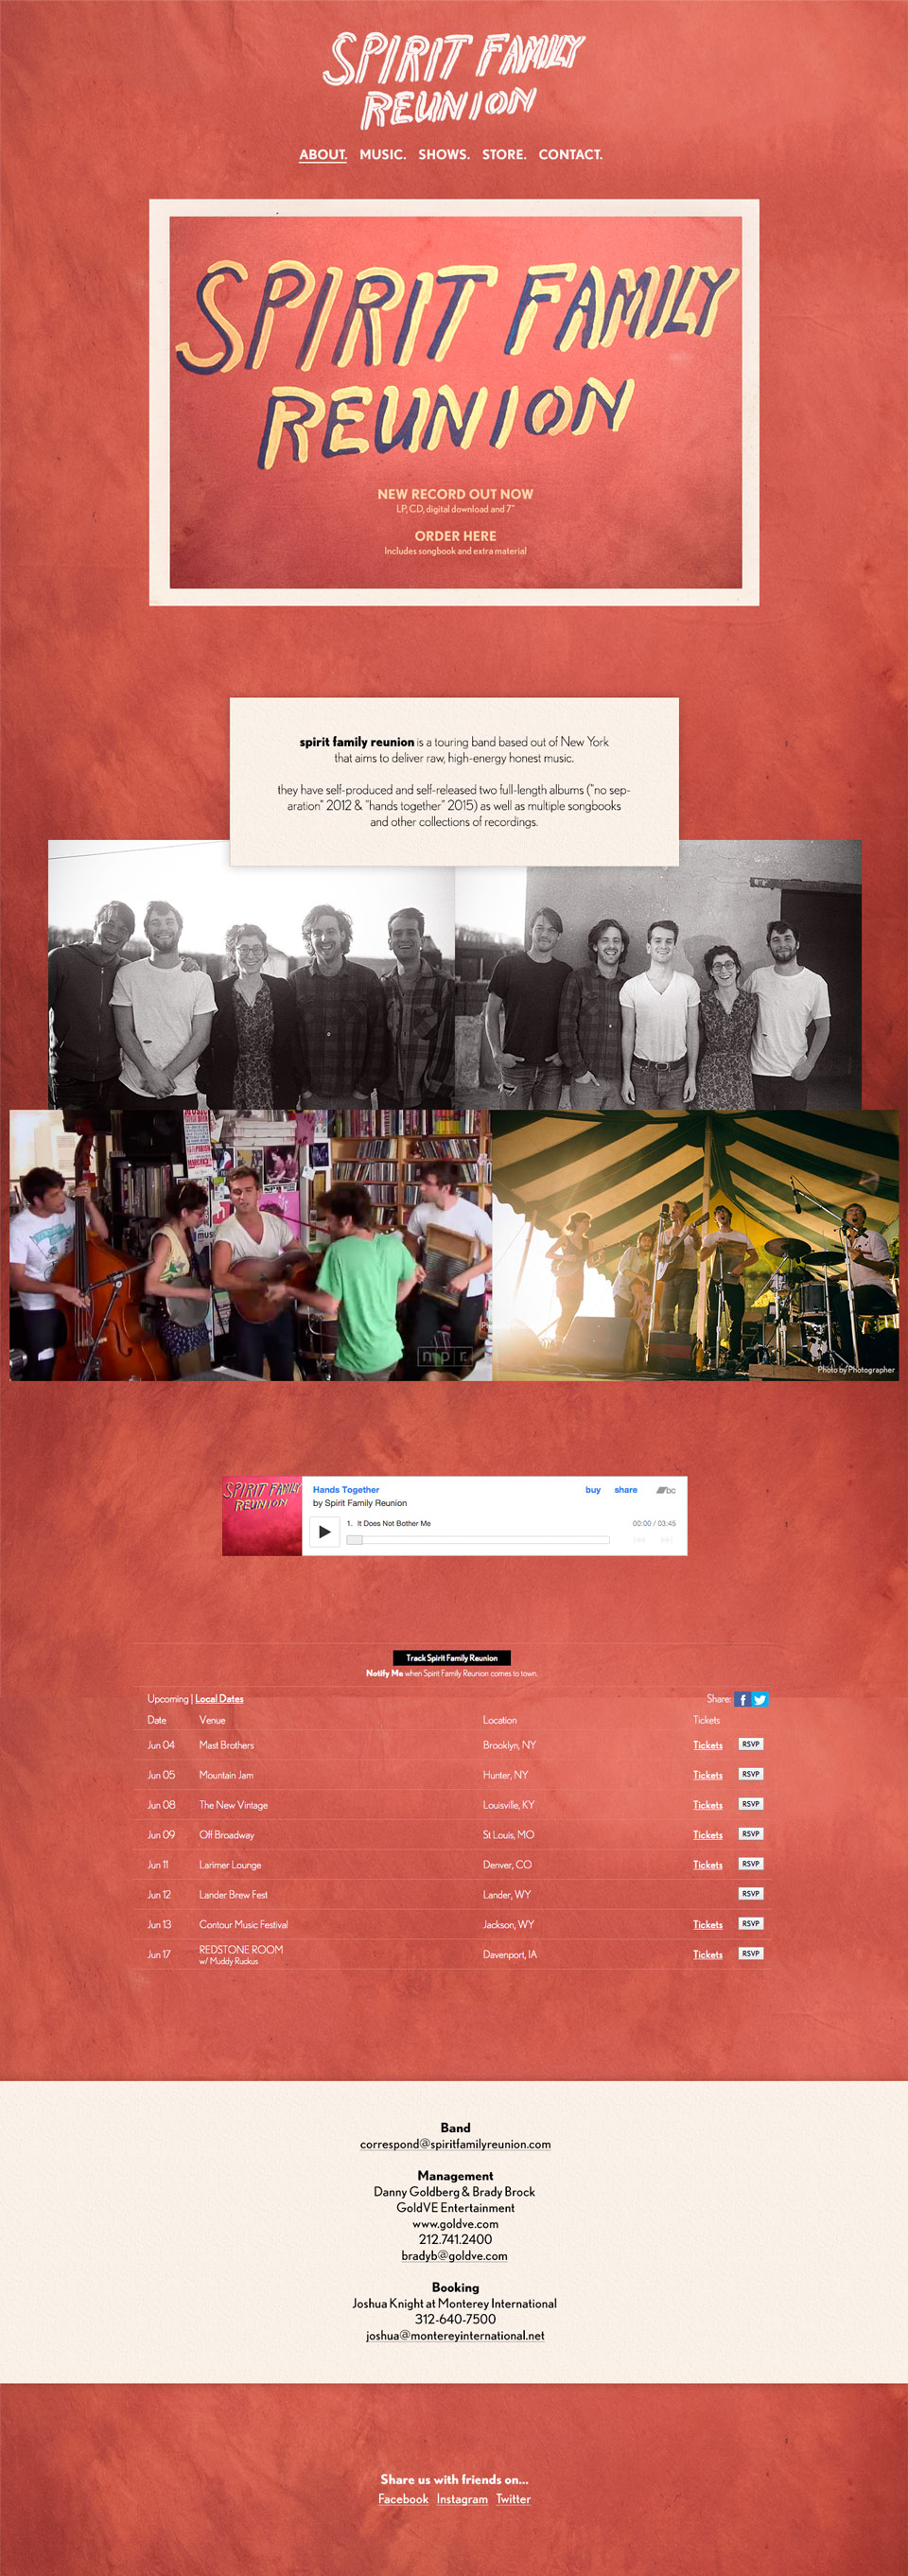 SPIRIT FAMILY
REUNION
ABOUT. MUSIC. SHOWS. STORE. CONTACT.
SPIRIT FAMILY
REUNION
NEW RECORD OUT NOW
LP, CD, digital download and 7"
ORDER HERE
Includes songbook and extra material
spirit family reunion is a touring band based out of New York
that aims to deliver raw, high-energy honest music.
they have self-produced and self-released two full-length albums ("no sep-
aration" 2012 & "hands together" 2015) as well as multiple songbooks
and other collections of recordings.
mpr
Photo by Photographer
SPIRIT FAMILY
REUNION
Hands Together
buy share bc
by Spirit Family Reunion
1. It Does Not Bother Me
00:00 / 03:45
Track Spirit Family Reunion
Notify Me when Spirit Family Reunion comes to town.
Upcoming | Local Dates
Share:
Date Venue Location Tickets
Jun 04 Mast Brothers Brooklyn, NY Tickets RSVP
Jun 05 Mountain Jam Hunter, NY Tickets RSVP
Jun 08 The New Vintage Louisville, KY Tickets RSVP
Jun 09 Off Broadway St Louis, MO Tickets RSVP
Jun 11 Larimer Lounge Denver, CO Tickets RSVP
Jun 12 Lander Brew Fest Lander, WY RSVP
Jun 13 Contour Music Festival Jackson, WY Tickets RSVP
Jun 17 REDSTONE ROOM Davenport, IA Tickets RSVP
w/ Muddy Ruckus
Band
correspond@spiritfamilyreunion.com
Management
Danny Goldberg & Brady Brock
GoldVE Entertainment
www.goldve.com
212.741.2400
bradyb@goldve.com
Booking
Joshua Knight at Monterey International
312-640-7500
joshua@montereyinternational.net
Share us with friends on...
Facebook Instagram Twitter